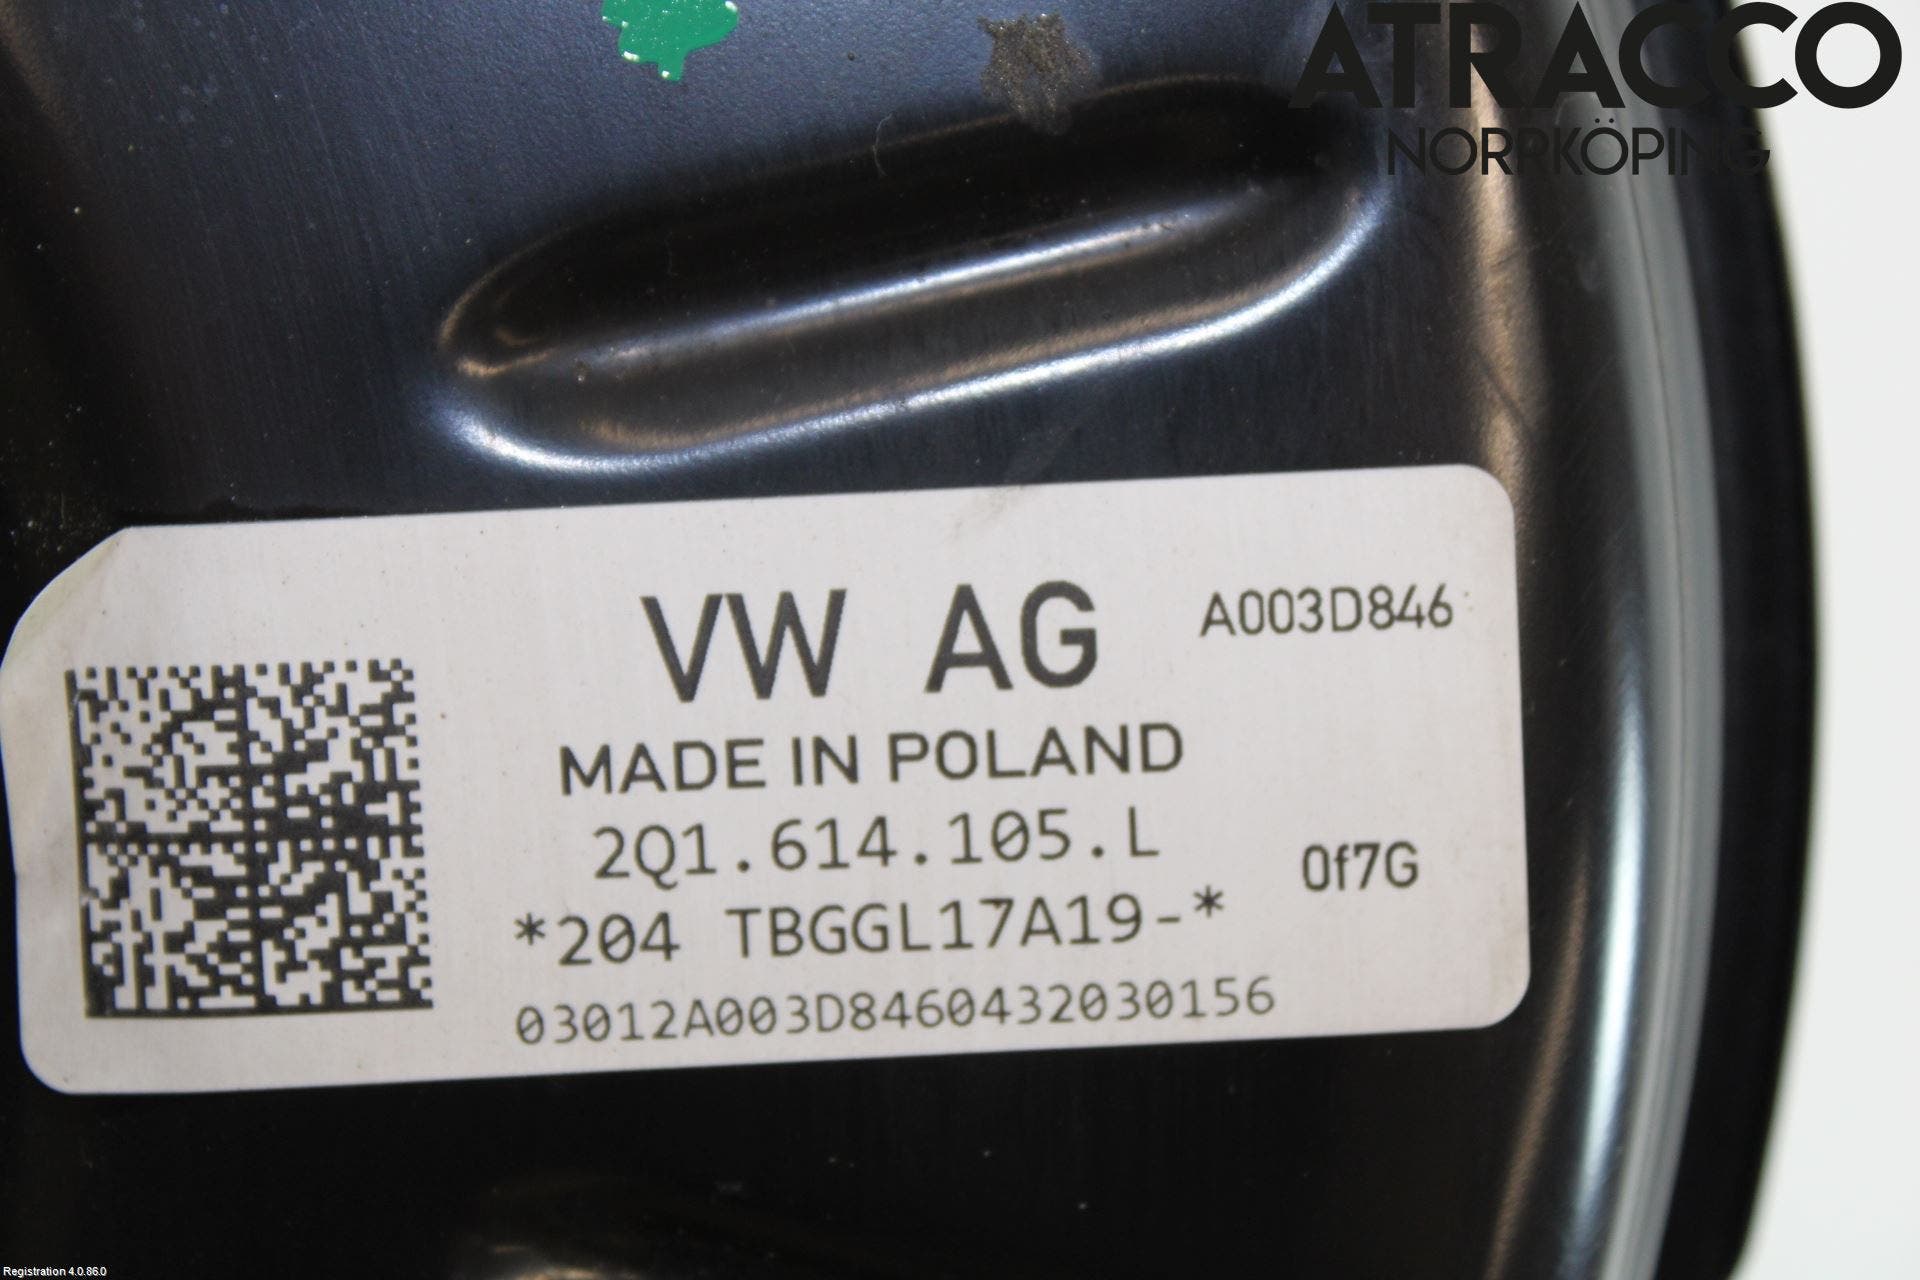 ATRACCO
NORRKÖPING
VW AG
A003D846
MADE IN POLAND
2Q1.614.105.L
0f7G
*204 TBGGL17A19-*
03012A003D8460432030156
Registration 4.0.86.0